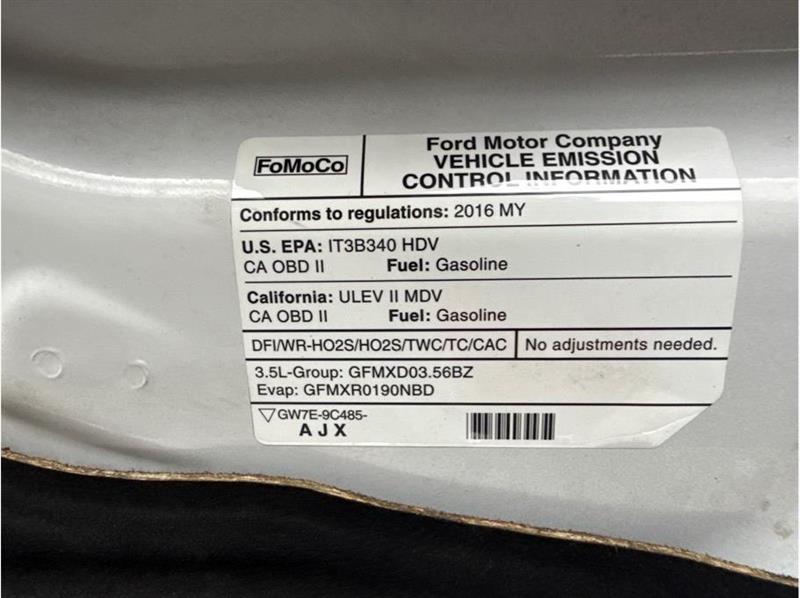 FoMoCo
Ford Motor Company
VEHICLE EMISSION
CONTROL INFORMATION
Conforms to regulations: 2016 MY
U.S. EPA: IT3B340 HDV
CA OBD II Fuel: Gasoline
California: ULEV II MDV
CA OBD II Fuel: Gasoline
DFI/WR-HO2S/HO2S/TWC/TC/CAC No adjustments needed.
3.5L-Group: GFMXD03.56BZ
Evap: GFMXR0190NBD
▽GW7E-9C485-
A J X